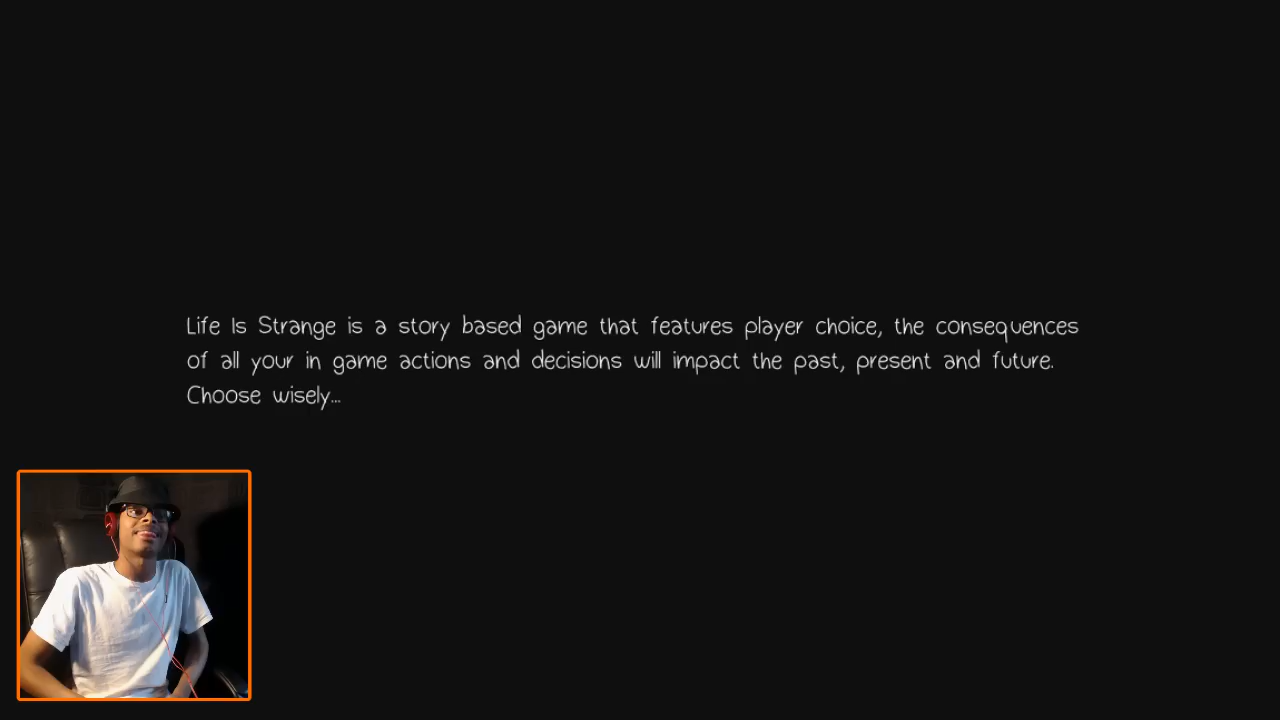 Life Is Strange is a story based game that features player choice, the consequences
of all your in game actions and decisions will impact the past, present and future.
Choose wisely...